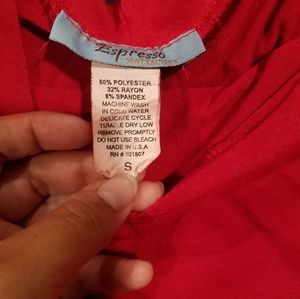 Espresso
MATERNITY
60% POLYESTER
32% RAYON
8% SPANDEX
MACHINE WASH
IN COLD WATER
DELICATE CYCLE
TUMBLE DRY LOW
REMOVE PROMPTLY
DO NOT USE BLEACH
MADE IN U.S.A
RN # 101807
S